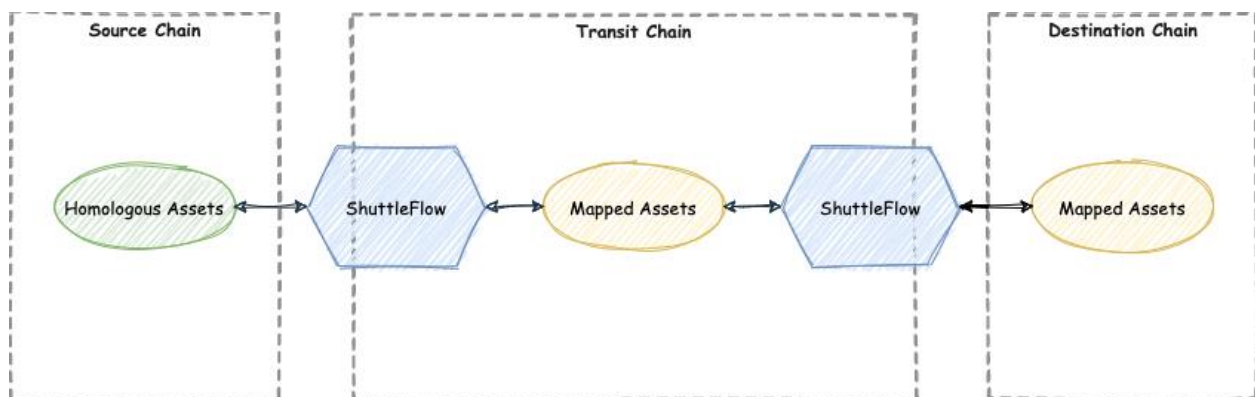 Source Chain
Transit Chain
Destination Chain
Homologous Assets
ShuttleFlow
Mapped Assets
ShuttleFlow
Mapped Assets